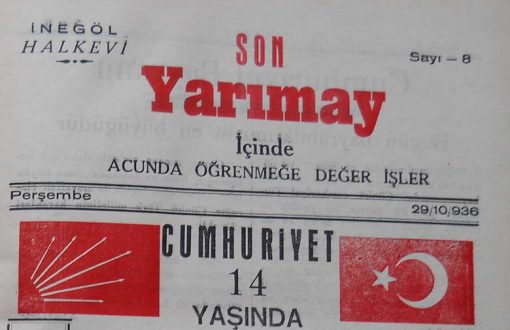 İNEGÖL
HALKEVİ
SON
Sayı – 8
Yarımay
İçinde
ACUNDA ÖĞRENMEĞE DEĞER İŞLER
Perşembe
29/10/936
CUMHURİYET
14
YAŞINDA